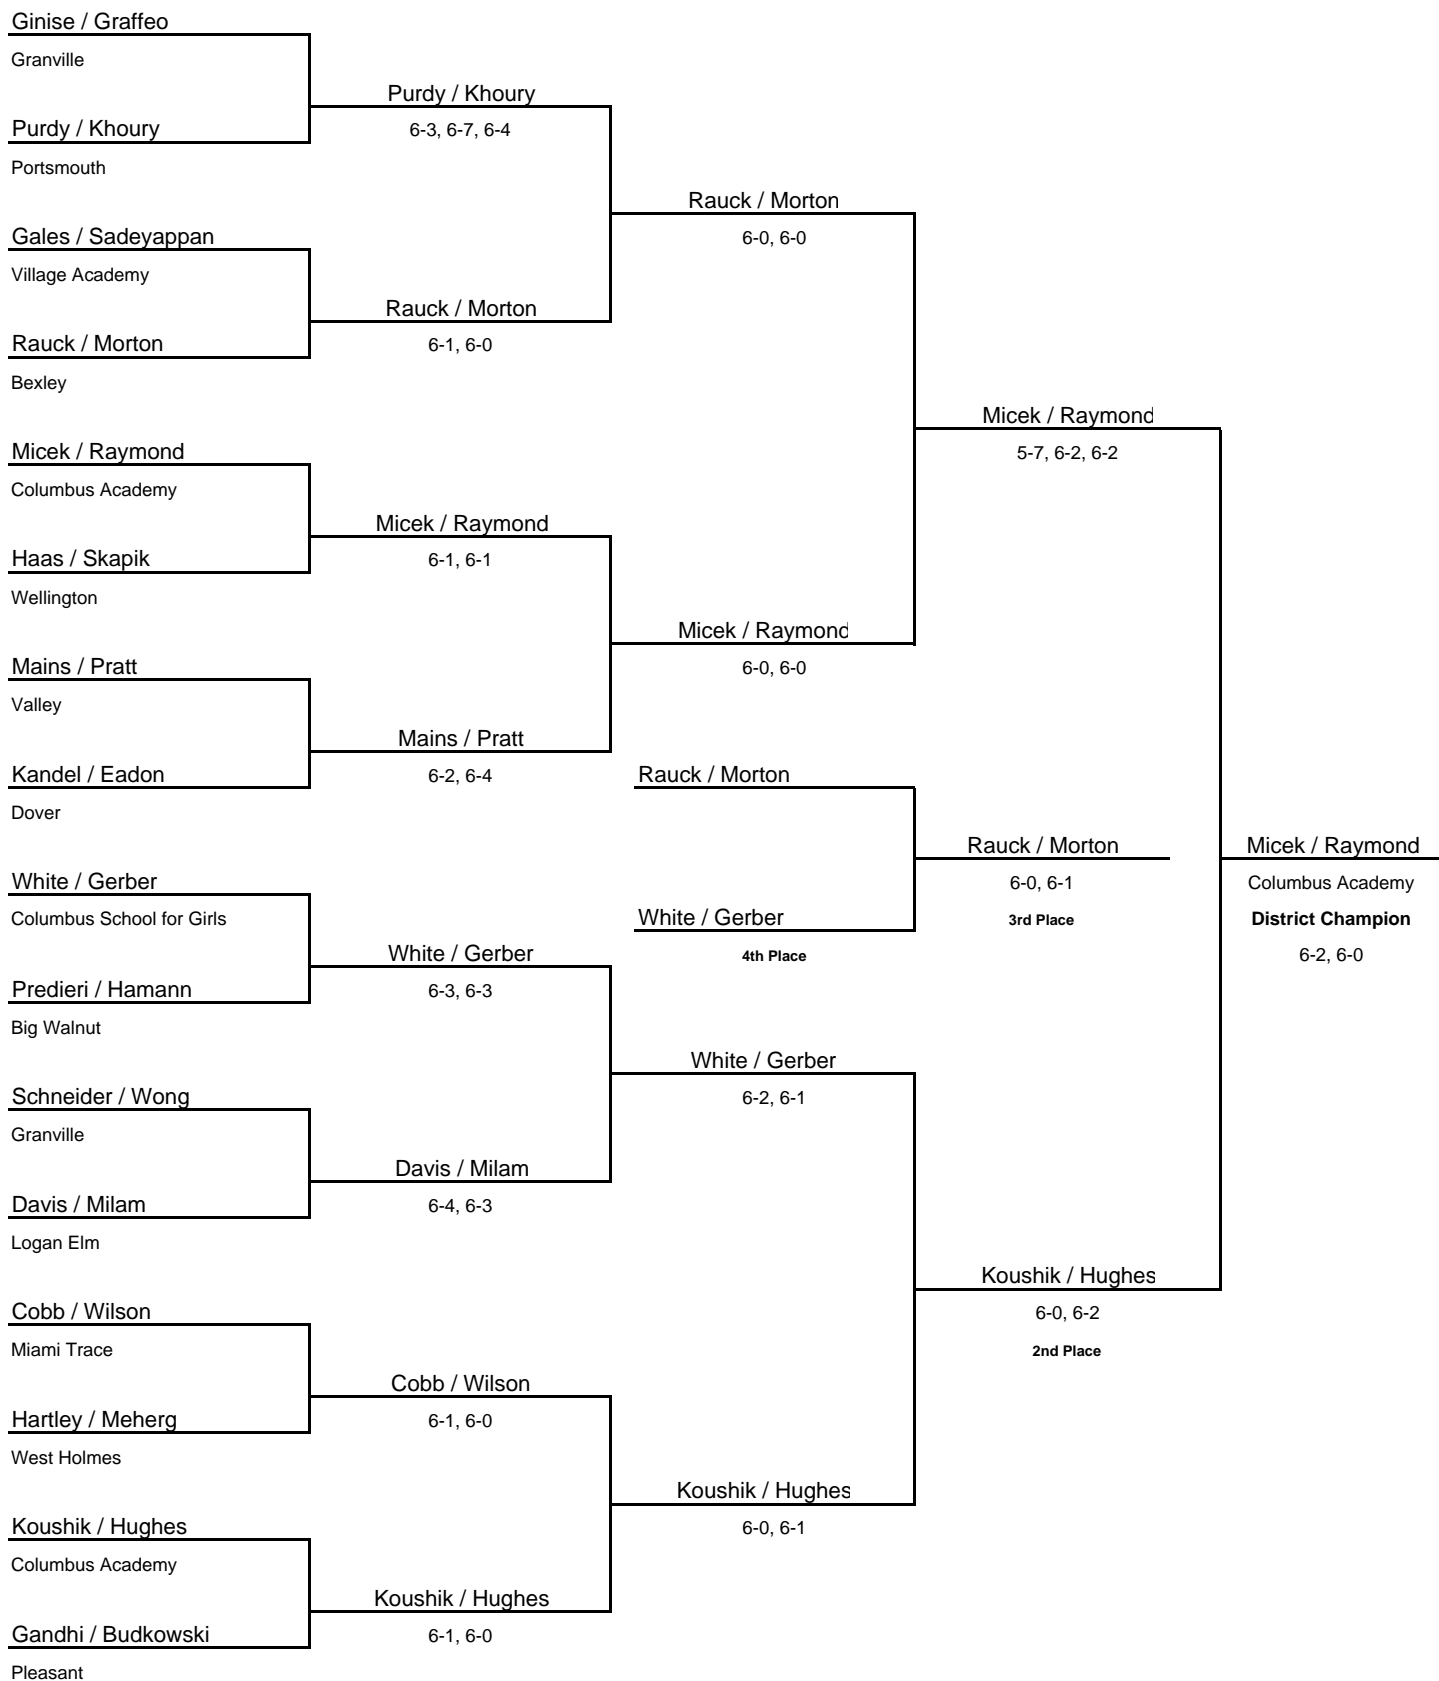 Ginise / Graffeo
Granville
Purdy / Khoury
6-3, 6-7, 6-4
Purdy / Khoury
Portsmouth
Rauck / Morton
6-0, 6-0
Gales / Sadeyappan
Village Academy
Rauck / Morton
6-1, 6-0
Rauck / Morton
Bexley
Micek / Raymond
5-7, 6-2, 6-2
Micek / Raymond
Columbus Academy
Micek / Raymond
6-1, 6-1
Haas / Skapik
Wellington
Micek / Raymond
6-0, 6-0
Mains / Pratt
Valley
Mains / Pratt
6-2, 6-4
Kandel / Eadon
Dover
Rauck / Morton
Rauck / Morton
6-0, 6-1
3rd Place
Micek / Raymond
Columbus Academy
District Champion
6-2, 6-0
White / Gerber
4th Place
White / Gerber
Columbus School for Girls
White / Gerber
6-3, 6-3
Predieri / Hamann
Big Walnut
White / Gerber
6-2, 6-1
Schneider / Wong
Granville
Davis / Milam
6-4, 6-3
Davis / Milam
Logan Elm
Koushik / Hughes
6-0, 6-2
2nd Place
Cobb / Wilson
Miami Trace
Cobb / Wilson
6-1, 6-0
Hartley / Meherg
West Holmes
Koushik / Hughes
6-0, 6-1
Koushik / Hughes
Columbus Academy
Koushik / Hughes
6-1, 6-0
Gandhi / Budkowski
Pleasant